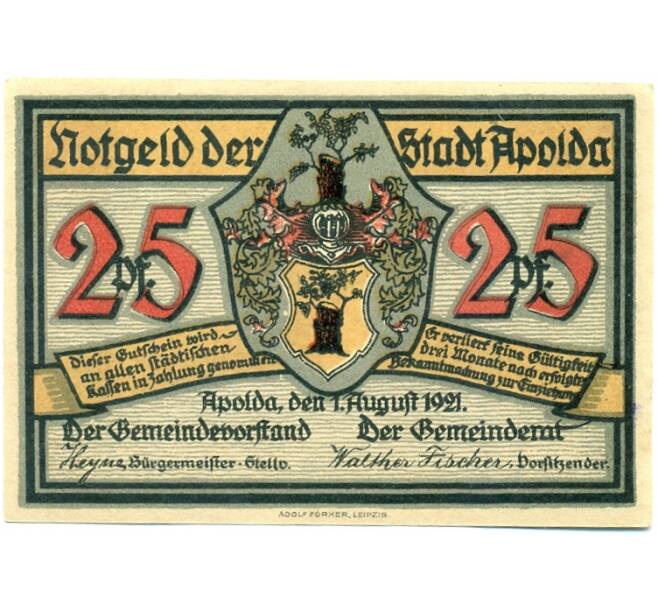 Notgeld der Stadt Apolda
25 Pf. 25 Pf.
Dieser Gutschein wird
an allen städtischen
Kassen in Zahlung genommen
Er verliert seine Gültigkeit
drei Monate nach erfolgter
Bekanntmachung zur Einziehung
Apolda, den 1. August 1921.
Der Gemeindevorstand Der Gemeinderat
Heyne, Bürgermeister-Stellv. Walther Fischer, Vorsitzender.
ADOLF FÖRKER, LEIPZIG.